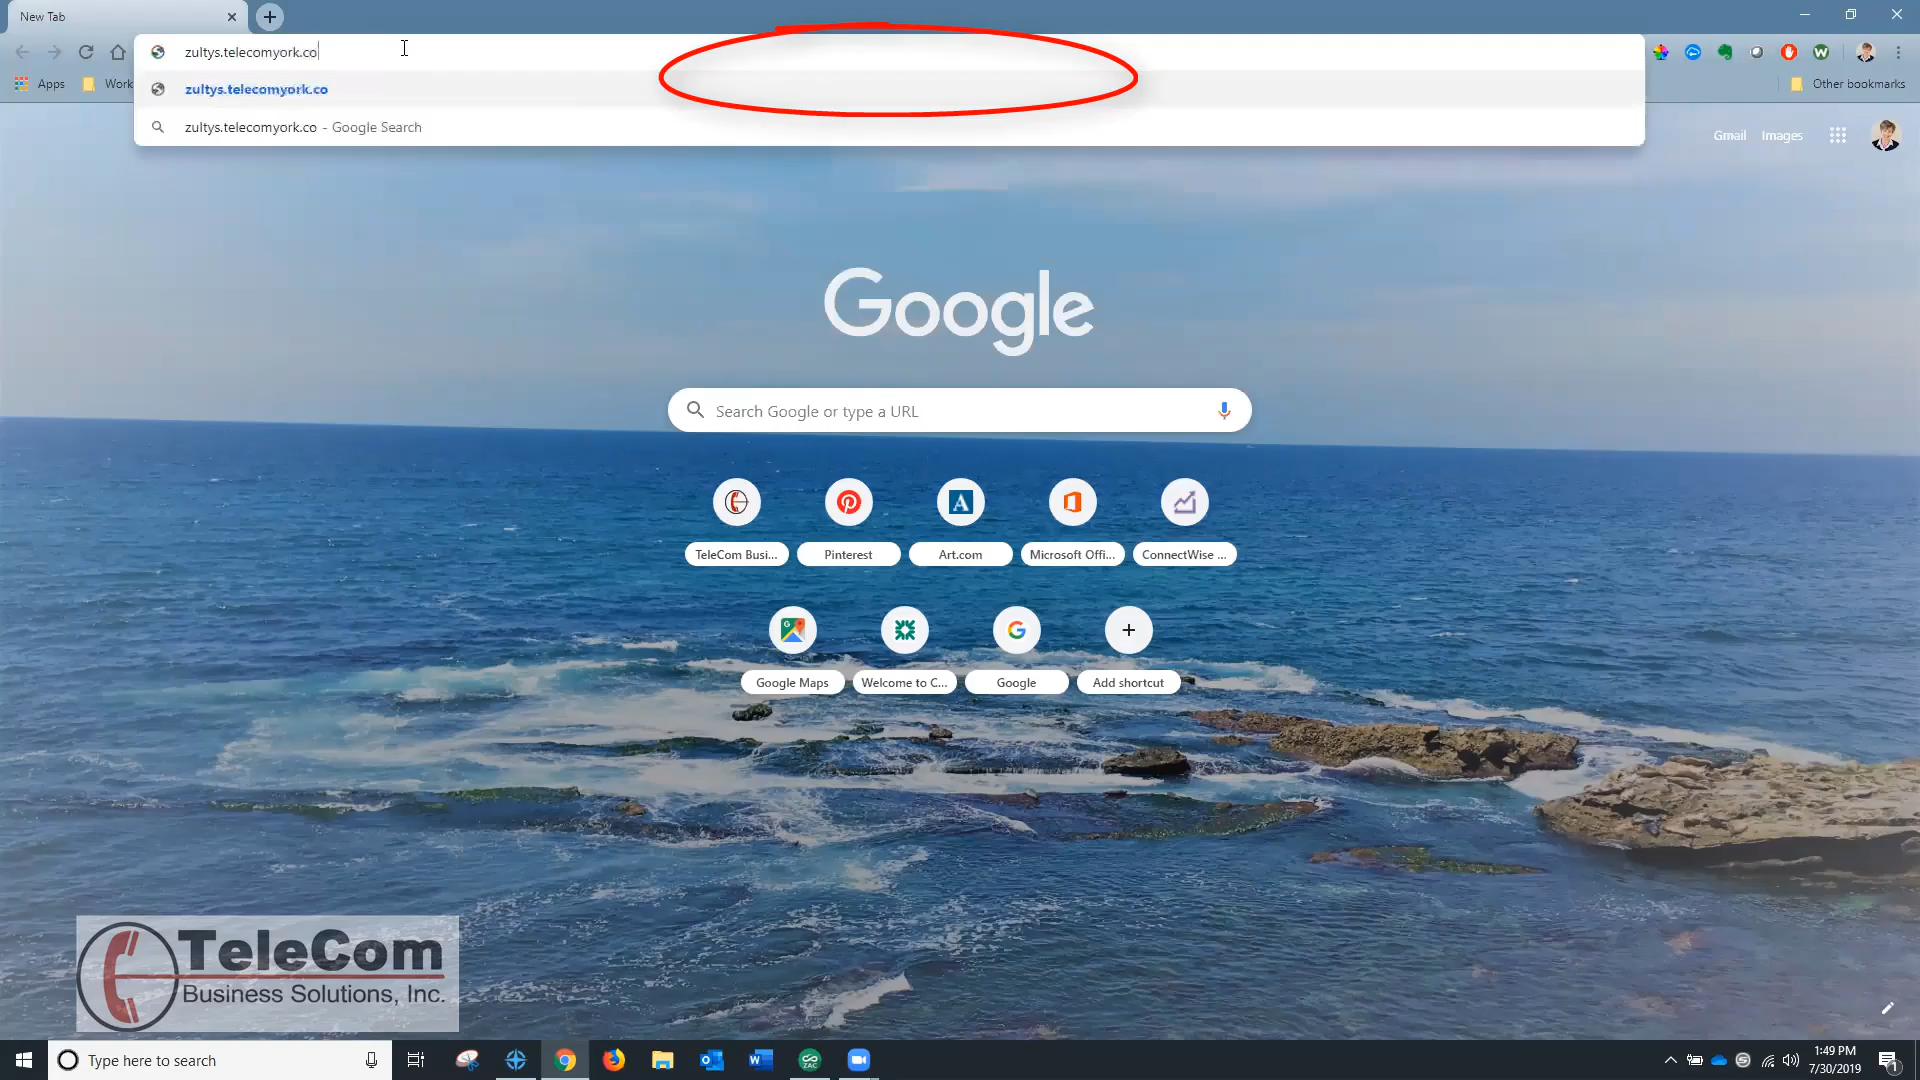 New Tab
zultys.telecomyork.co
Apps
Work
Other bookmarks
zultys.telecomyork.co
zultys.telecomyork.co - Google Search
Gmail Images
Google
Search Google or type a URL
TeleCom Busi... Pinterest Art.com Microsoft Offi... ConnectWise ...
Google Maps Welcome to C... Google Add shortcut
TeleCom
Business Solutions, Inc.
Type here to search
ZAC
1:49 PM
7/30/2019
1